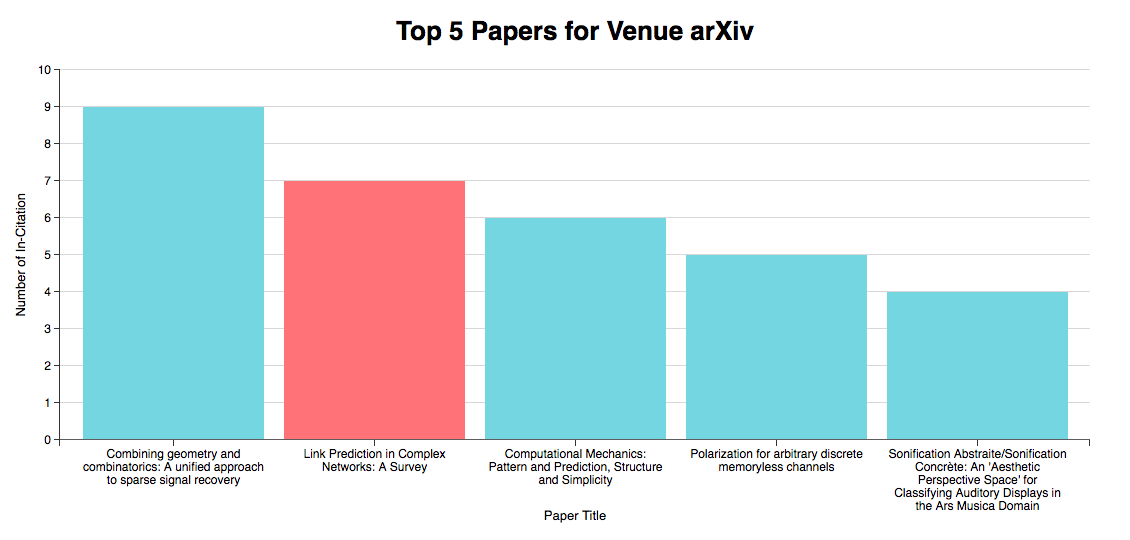 Top 5 Papers for Venue arXiv
10
9
8
7
6
5
4
3
2
1
0
Number of In-Citation
Combining geometry and
combinatorics: A unified approach
to sparse signal recovery
Link Prediction in Complex
Networks: A Survey
Computational Mechanics:
Pattern and Prediction, Structure
and Simplicity
Polarization for arbitrary discrete
memoryless channels
Sonification Abstraite/Sonification
Concrète: An 'Aesthetic
Perspective Space' for
Classifying Auditory Displays in
the Ars Musica Domain
Paper Title